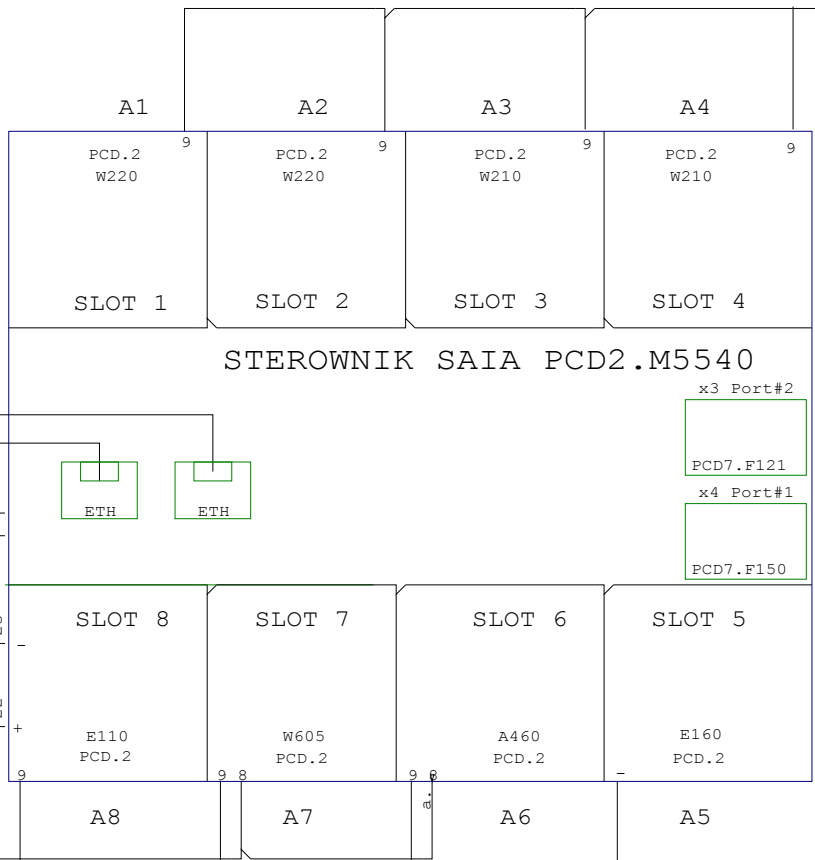 A1 A2 A3 A4
9 9 9 9
PCD.2 PCD.2 PCD.2 PCD.2
W220 W220 W210 W210
SLOT 1 SLOT 2 SLOT 3 SLOT 4
STEROWNIK SAIA PCD2.M5540
x3 Port#2
PCD7.F121
x4 Port#1
ETH ETH
PCD7.F150
SLOT 8 SLOT 7 SLOT 6 SLOT 5
-
+
E110 W605 A460 E160
PCD.2 PCD.2 PCD.2 PCD.2
9 9 8 9 8 -
a.
A8 A7 A6 A5